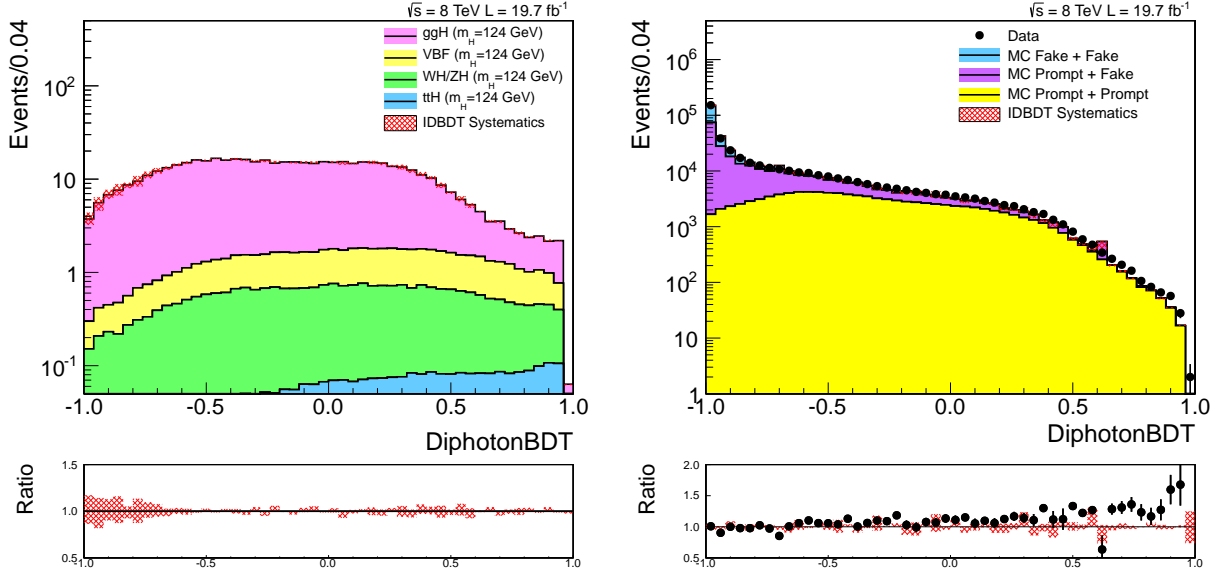 √s = 8 TeV L = 19.7 fb⁻¹
Events/0.04
10²
10
1
10⁻¹
ggH (m_H=124 GeV)
VBF (m_H=124 GeV)
WH/ZH (m_H=124 GeV)
ttH (m_H=124 GeV)
IDBDT Systematics
-1.0 -0.5 0.0 0.5 1.0
DiphotonBDT
Ratio
1.5
1.0
0.5
-1.0 -0.5 0.0 0.5 1.0
√s = 8 TeV L = 19.7 fb⁻¹
Events/0.04
10⁶
10⁵
10⁴
10³
10²
10
1
Data
MC Fake + Fake
MC Prompt + Fake
MC Prompt + Prompt
IDBDT Systematics
-1.0 -0.5 0.0 0.5 1.0
DiphotonBDT
Ratio
2.0
1.5
1.0
0.5
-1.0 -0.5 0.0 0.5 1.0